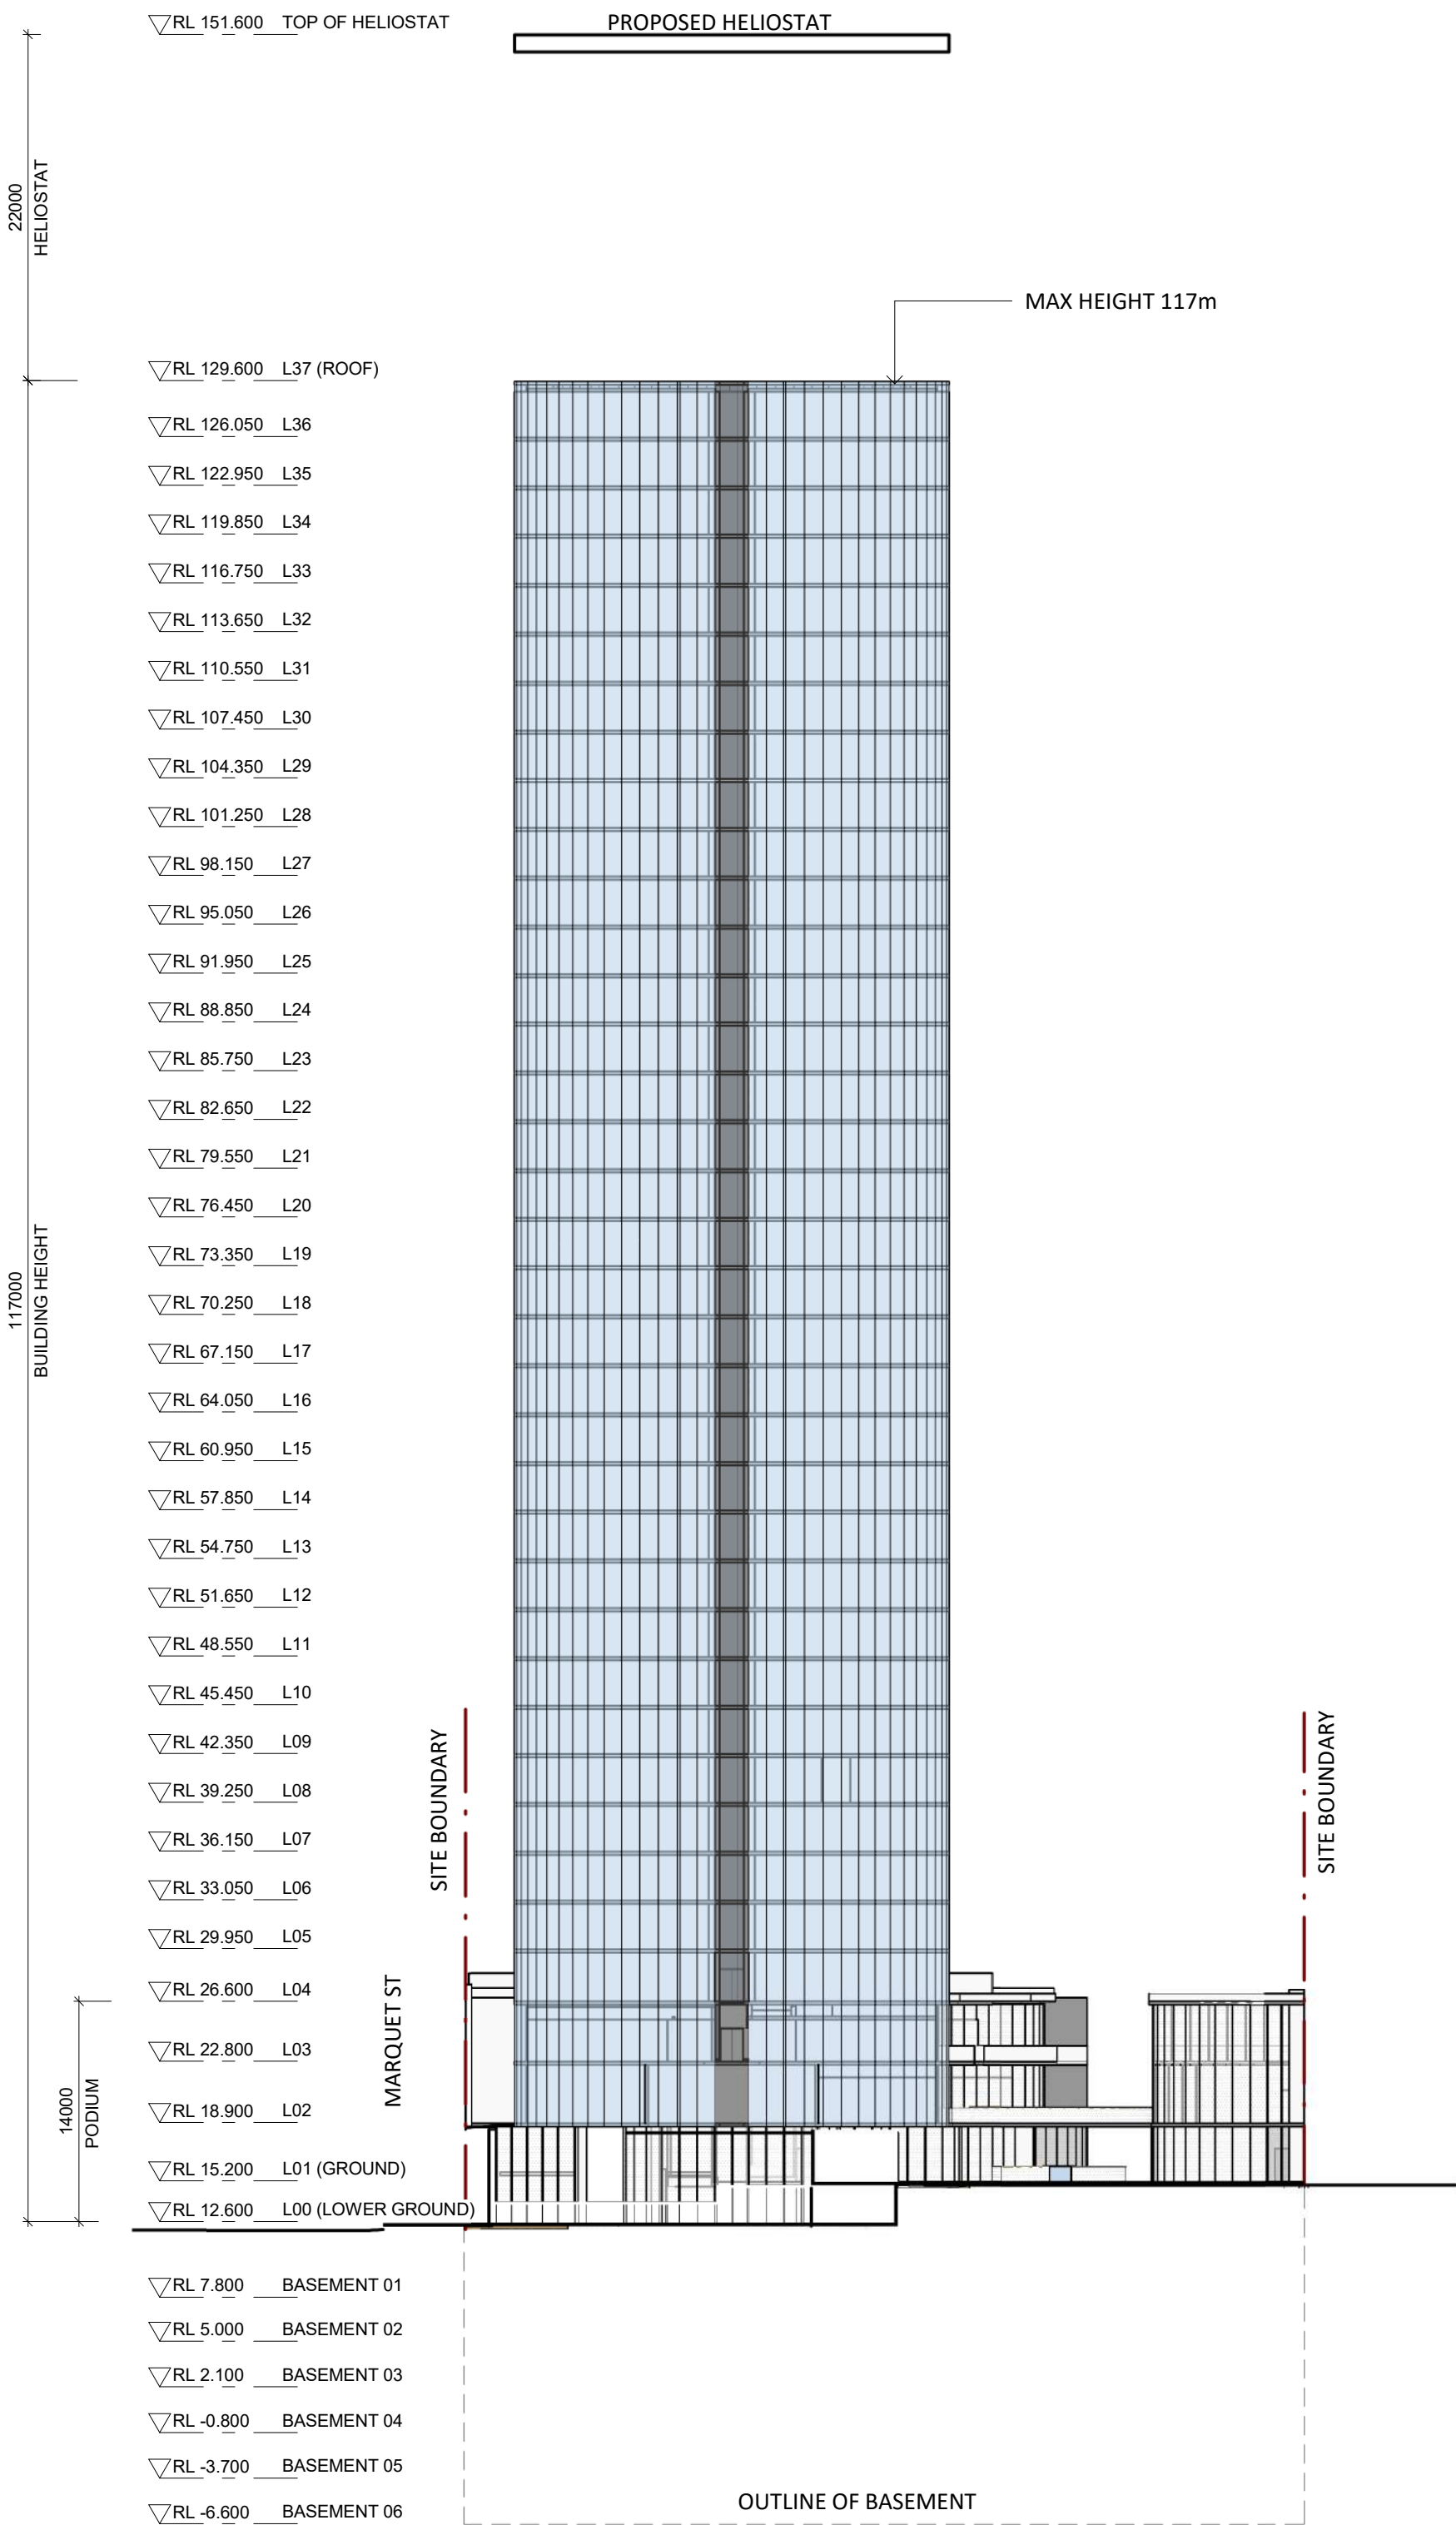 RL 151.600 TOP OF HELIOSTAT
PROPOSED HELIOSTAT
22000
HELIOSTAT
MAX HEIGHT 117m
RL 129.600 L37 (ROOF)
RL 126.050 L36
RL 122.950 L35
RL 119.850 L34
RL 116.750 L33
RL 113.650 L32
RL 110.550 L31
RL 107.450 L30
RL 104.350 L29
RL 101.250 L28
RL 98.150 L27
RL 95.050 L26
RL 91.950 L25
RL 88.850 L24
RL 85.750 L23
RL 82.650 L22
RL 79.550 L21
RL 76.450 L20
RL 73.350 L19
117000
BUILDING HEIGHT
RL 70.250 L18
RL 67.150 L17
RL 64.050 L16
RL 60.950 L15
RL 57.850 L14
RL 54.750 L13
RL 51.650 L12
RL 48.550 L11
RL 45.450 L10
RL 42.350 L09
RL 39.250 L08
RL 36.150 L07
SITE BOUNDARY
SITE BOUNDARY
RL 33.050 L06
RL 29.950 L05
RL 26.600 L04
MARQUET ST
RL 22.800 L03
14000
PODIUM
RL 18.900 L02
RL 15.200 L01 (GROUND)
RL 12.600 L00 (LOWER GROUND)
RL 7.800 BASEMENT 01
RL 5.000 BASEMENT 02
RL 2.100 BASEMENT 03
RL -0.800 BASEMENT 04
RL -3.700 BASEMENT 05
RL -6.600 BASEMENT 06
OUTLINE OF BASEMENT